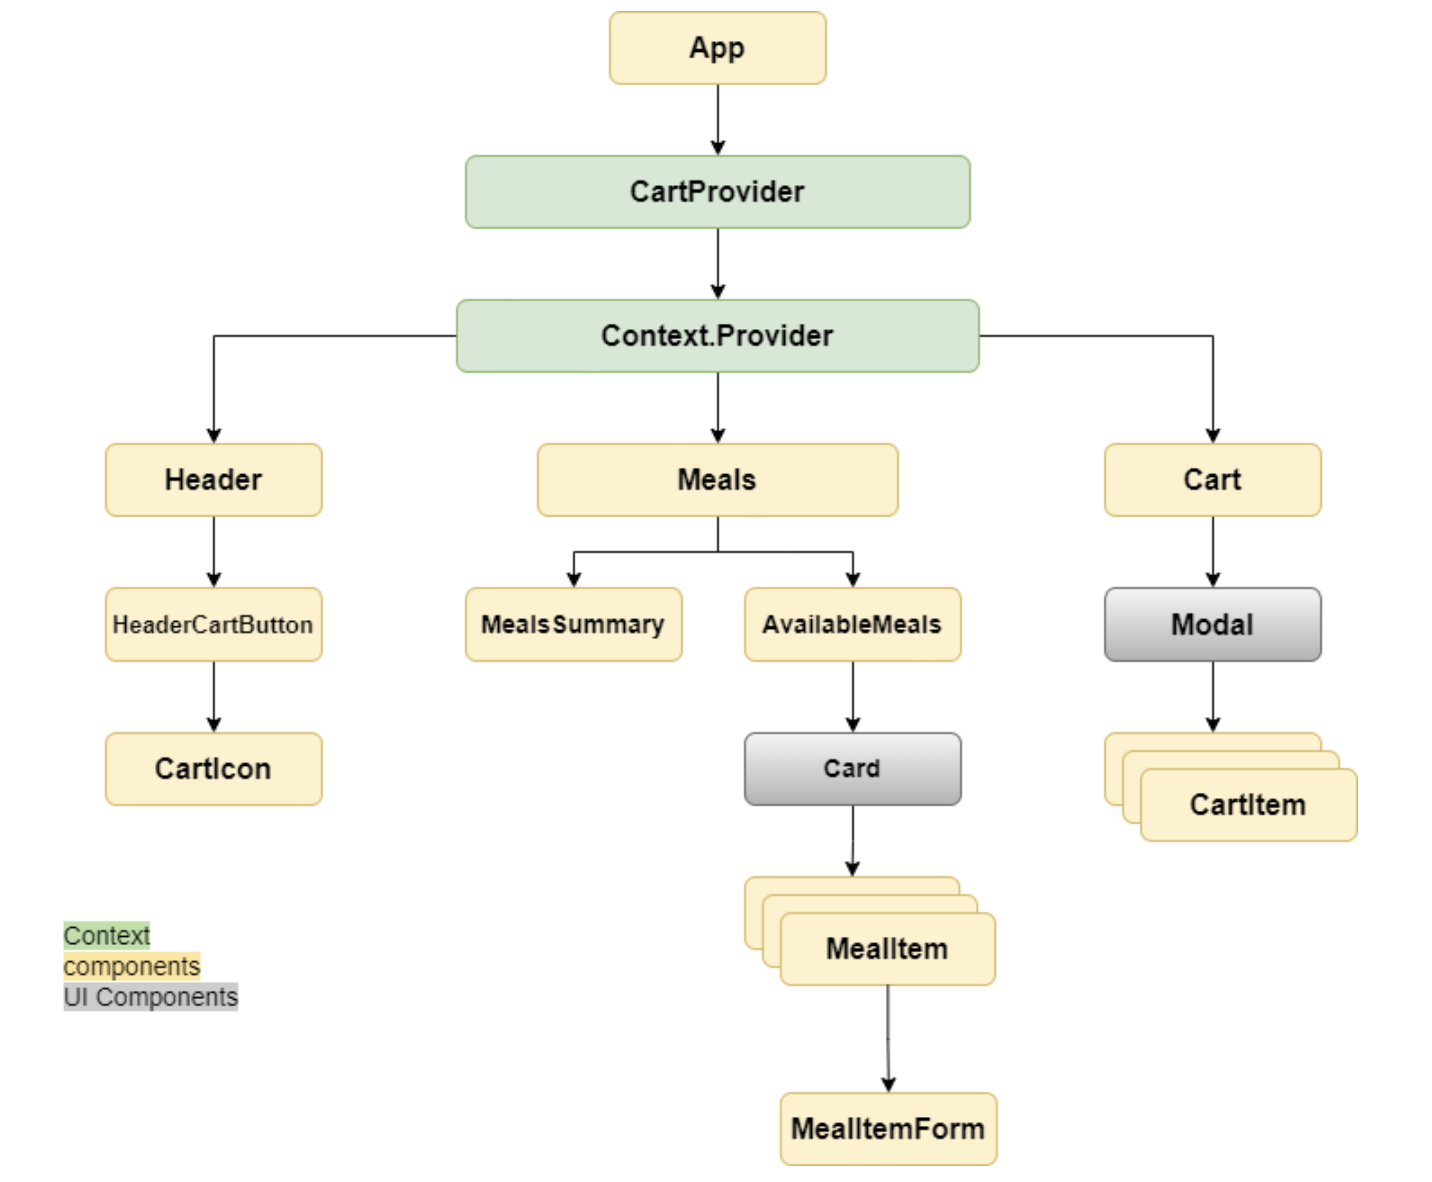 App
CartProvider
Context.Provider
Header
Meals
Cart
HeaderCartButton
MealsSummary
AvailableMeals
Modal
CartIcon
Card
CartItem
MealItem
MealItemForm
Context
components
UI Components